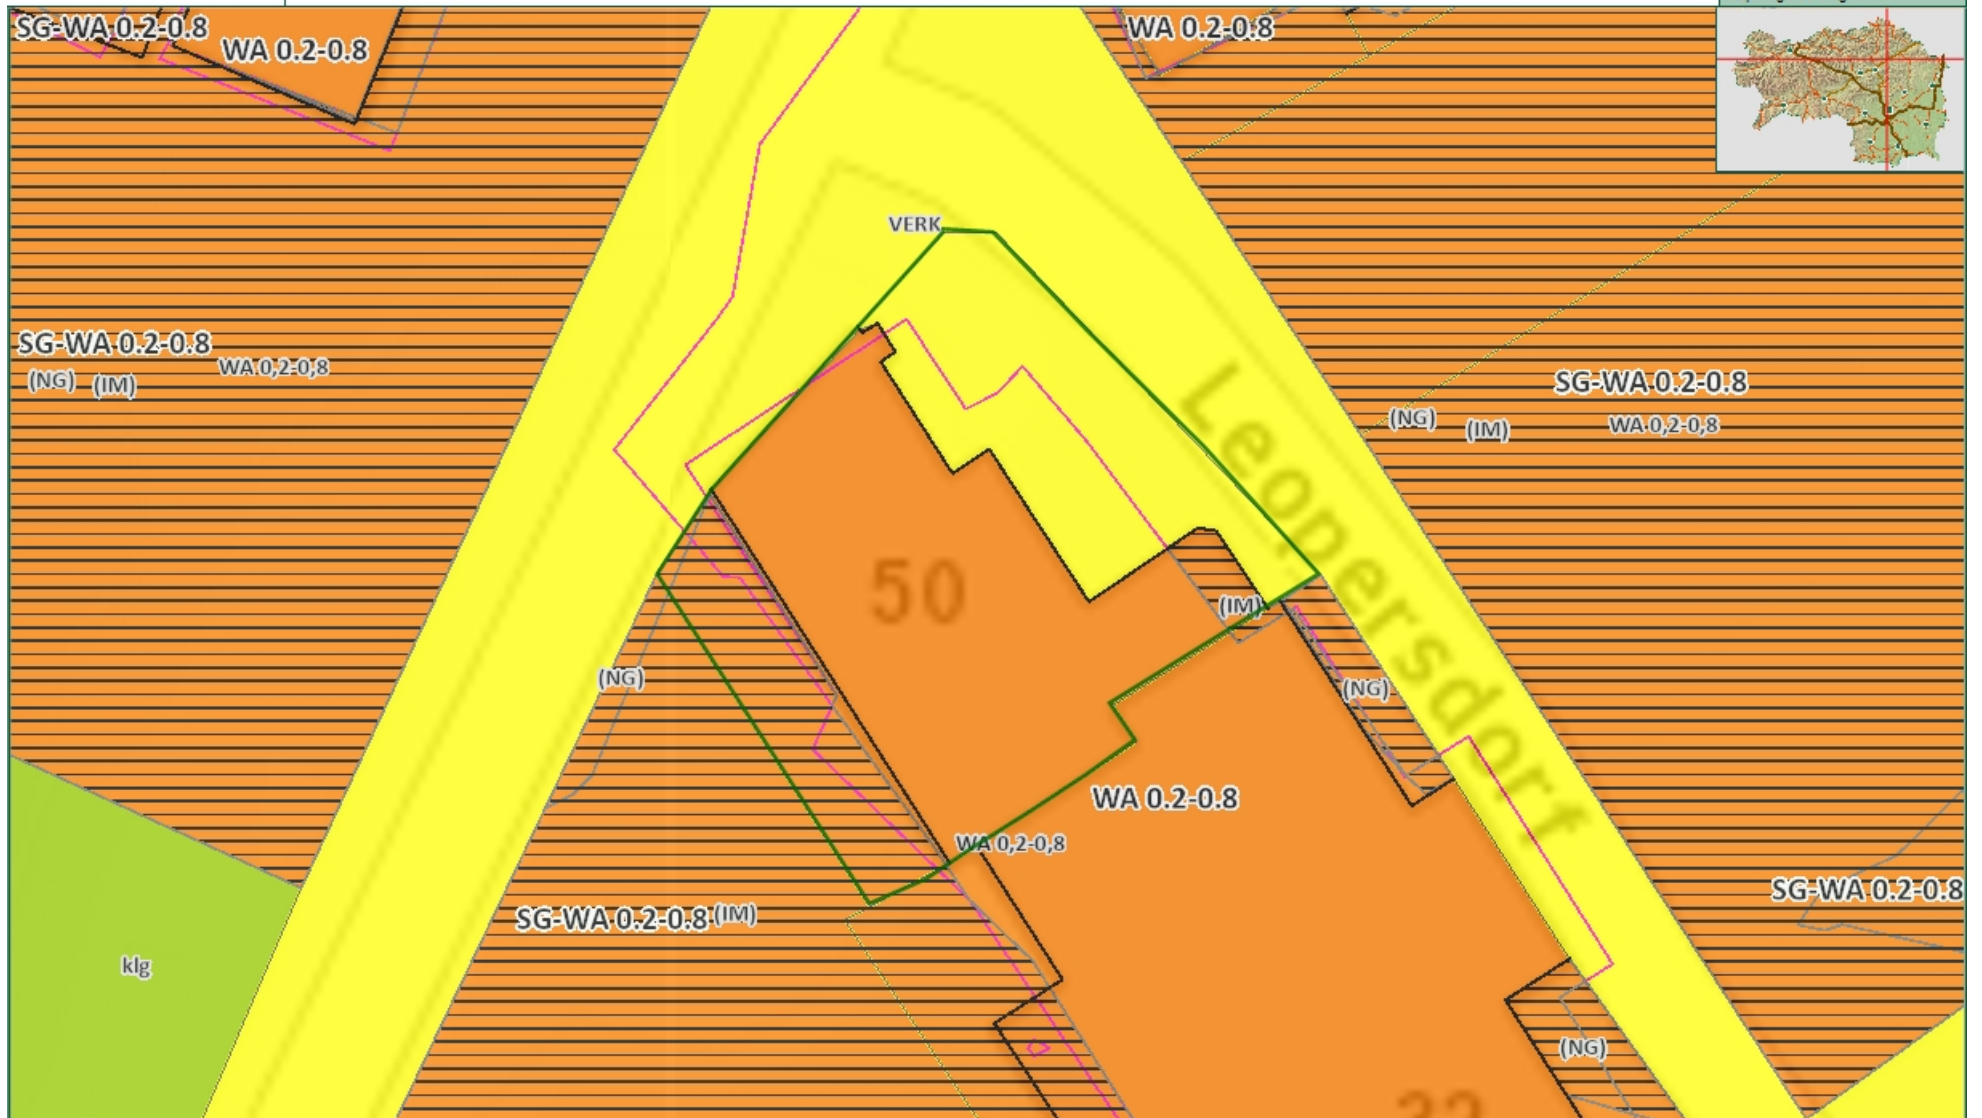 SG-WA 0.2-0.8
WA 0.2-0.8
WA 0.2-0.8
VERK
SG-WA 0.2-0.8
(NG) (IM)
WA 0,2-0,8
SG-WA 0.2-0.8
(NG) (IM)
WA 0,2-0,8
Leopersdorf
50
(IM)
(NG)
(NG)
WA 0.2-0.8
WA 0,2-0,8
SG-WA 0.2-0.8
SG-WA 0.2-0.8 (IM)
klg
(NG)